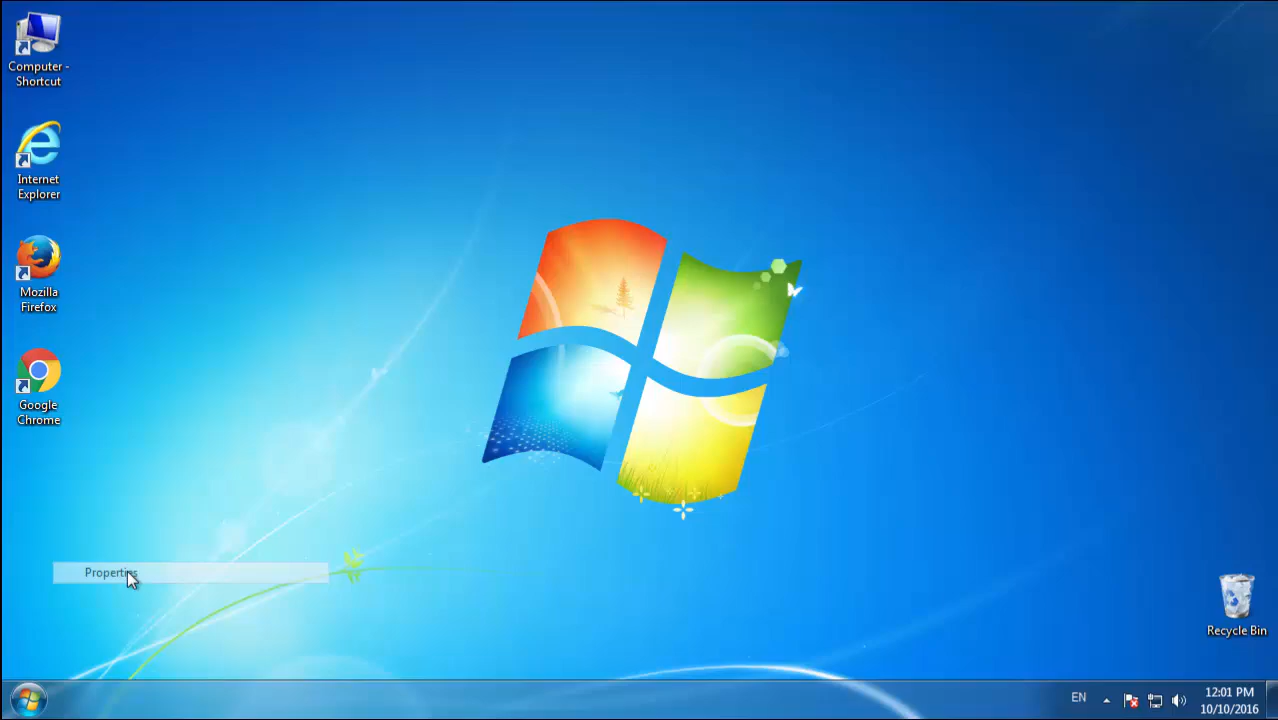 Computer -
Shortcut
Internet
Explorer
Mozilla
Firefox
Google
Chrome
Properties
Recycle Bin
EN
12:01 PM
10/10/2016